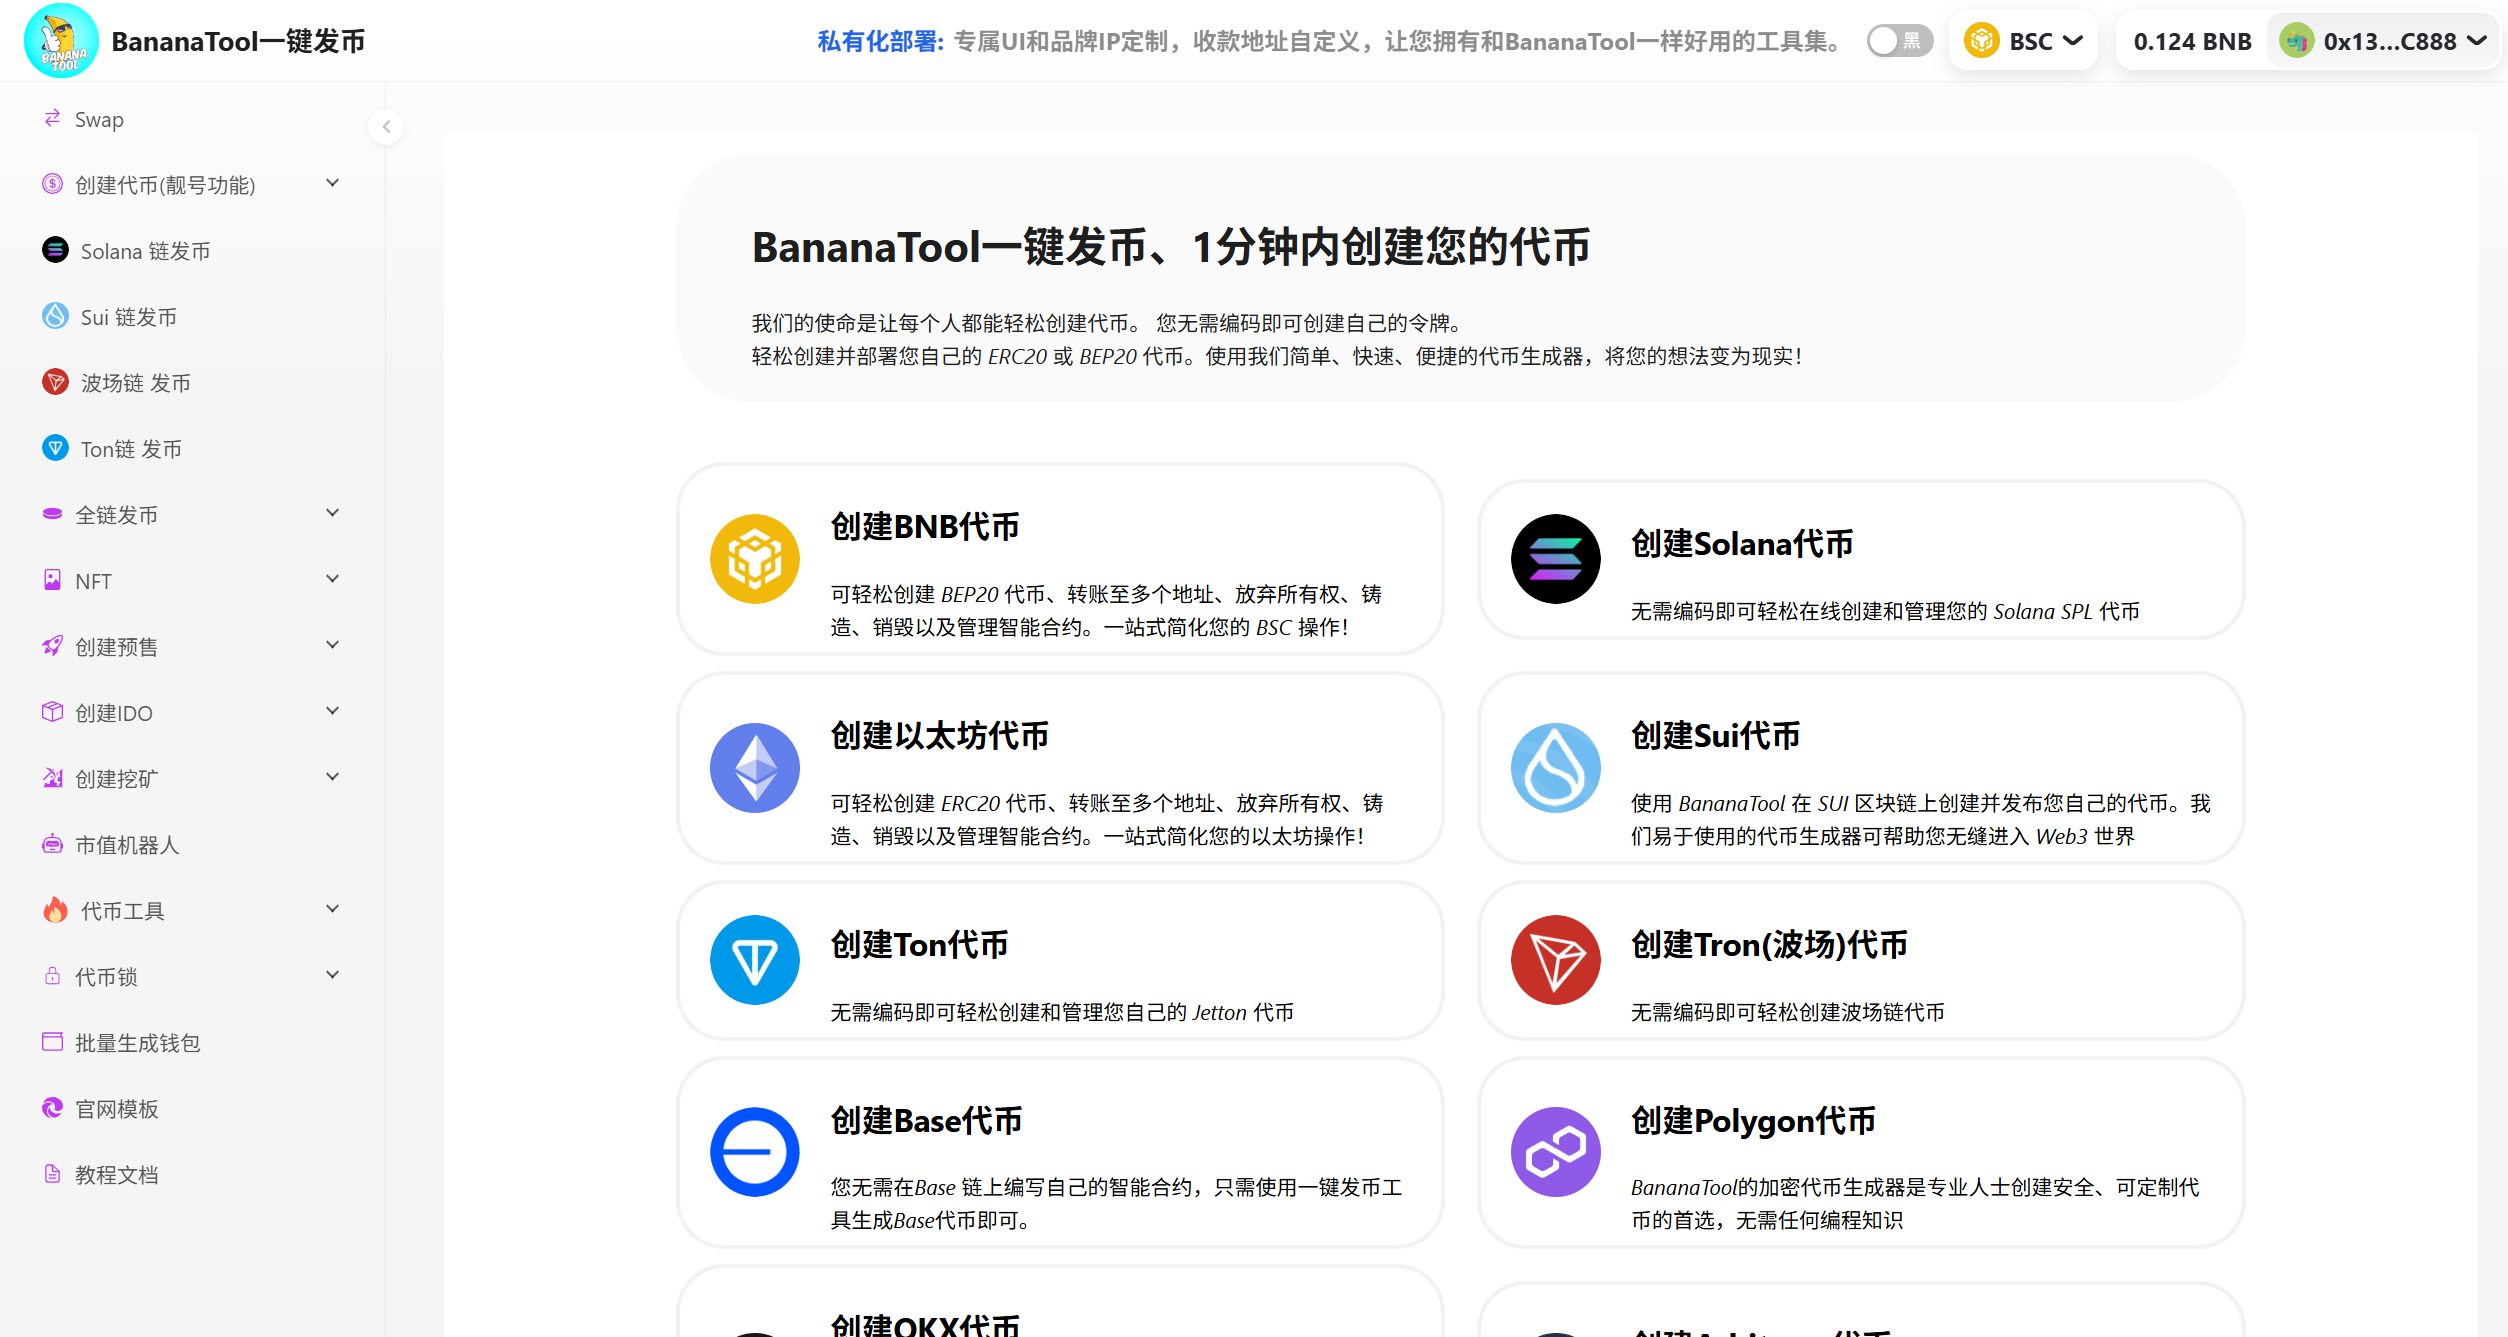 BANANA
TOOL
BananaTool一键发币
私有化部署: 专属UI和品牌IP定制，收款地址自定义，让您拥有和BananaTool一样好用的工具集。
黑
BSC
0.124 BNB
0x13...C888
Swap
创建代币(靓号功能)
Solana 链发币
Sui 链发币
波场链 发币
Ton链 发币
全链发币
NFT
创建预售
创建IDO
创建挖矿
市值机器人
代币工具
代币锁
批量生成钱包
官网模板
教程文档
BananaTool一键发币、1分钟内创建您的代币
我们的使命是让每个人都能轻松创建代币。 您无需编码即可创建自己的令牌。
轻松创建并部署您自己的 ERC20 或 BEP20 代币。使用我们简单、快速、便捷的代币生成器，将您的想法变为现实！
创建BNB代币
可轻松创建 BEP20 代币、转账至多个地址、放弃所有权、铸
造、销毁以及管理智能合约。一站式简化您的 BSC 操作！
创建Solana代币
无需编码即可轻松在线创建和管理您的 Solana SPL 代币
创建以太坊代币
可轻松创建 ERC20 代币、转账至多个地址、放弃所有权、铸
造、销毁以及管理智能合约。一站式简化您的以太坊操作！
创建Sui代币
使用 BananaTool 在 SUI 区块链上创建并发布您自己的代币。我
们易于使用的代币生成器可帮助您无缝进入 Web3 世界
创建Ton代币
无需编码即可轻松创建和管理您自己的 Jetton 代币
创建Tron(波场)代币
无需编码即可轻松创建波场链代币
创建Base代币
您无需在Base 链上编写自己的智能合约，只需使用一键发币工
具生成Base代币即可。
创建Polygon代币
BananaTool的加密代币生成器是专业人士创建安全、可定制代
币的首选，无需任何编程知识
创建OKX代币